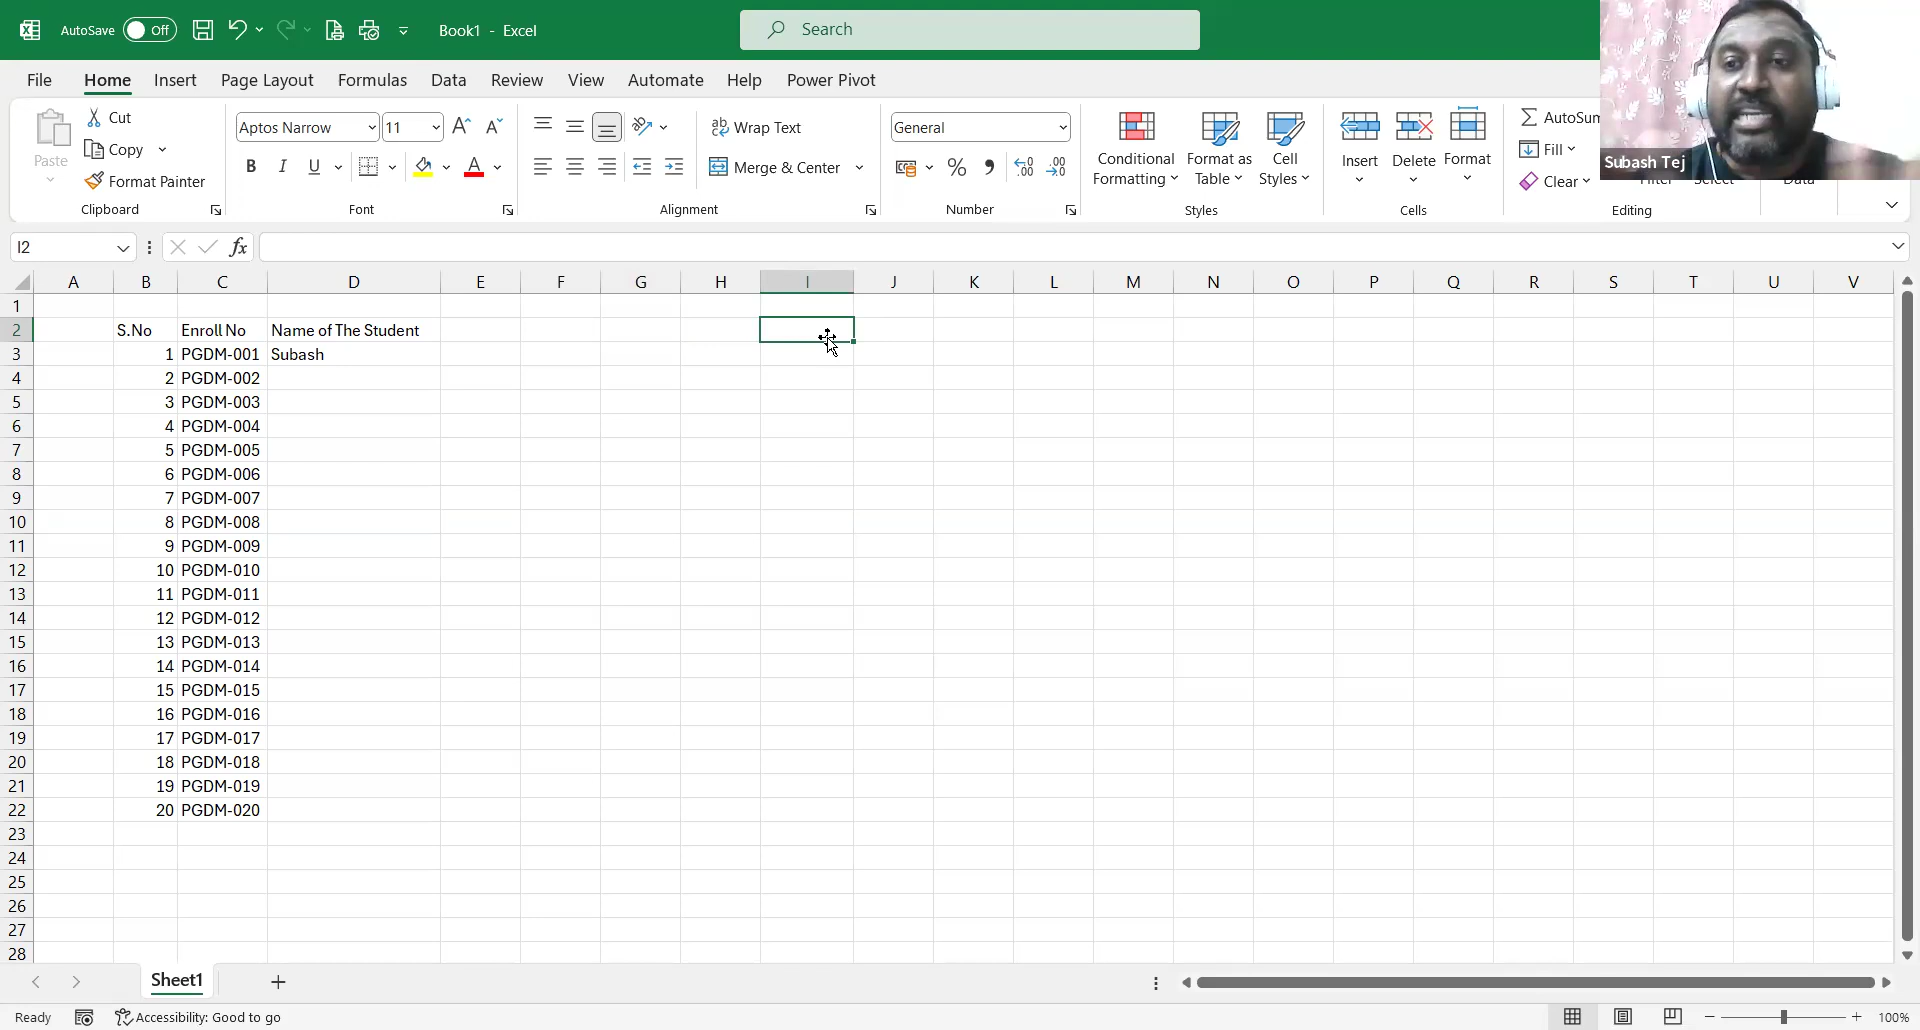 AutoSave Off Book1 - Excel Search
File Home Insert Page Layout Formulas Data Review View Automate Help Power Pivot
Paste
Cut
Copy
Format Painter
Clipboard
Aptos Narrow 11
B I U
Font
Wrap Text
Merge & Center
Alignment
General
Number
Conditional Formatting
Format as Table
Cell Styles
Styles
Insert
Delete
Format
Cells
AutoSum
Fill
Clear
Editing
Subash Tej
I2 fx
A B C D E F G H I J K L M N O P Q R S T U V
1
2 S.No Enroll No Name of The Student
3 1 PGDM-001 Subash
4 2 PGDM-002
5 3 PGDM-003
6 4 PGDM-004
7 5 PGDM-005
8 6 PGDM-006
9 7 PGDM-007
10 8 PGDM-008
11 9 PGDM-009
12 10 PGDM-010
13 11 PGDM-011
14 12 PGDM-012
15 13 PGDM-013
16 14 PGDM-014
17 15 PGDM-015
18 16 PGDM-016
19 17 PGDM-017
20 18 PGDM-018
21 19 PGDM-019
22 20 PGDM-020
23
24
25
26
27
28
Sheet1
Ready Accessibility: Good to go 100%